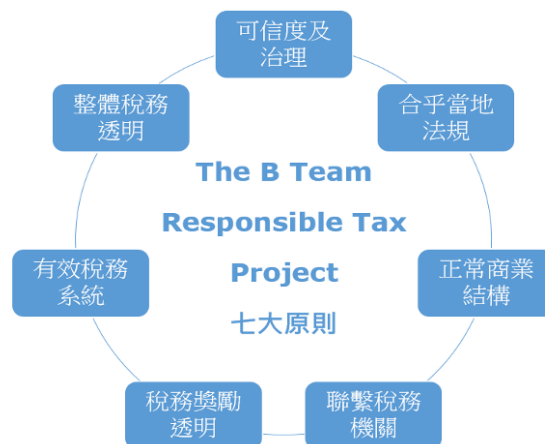 可信度及
治理
合乎當地
法規
正常商業
結構
聯繫稅務
機關
稅務獎勵
透明
有效稅務
系統
整體稅務
透明
The B Team
Responsible Tax
Project
七大原則